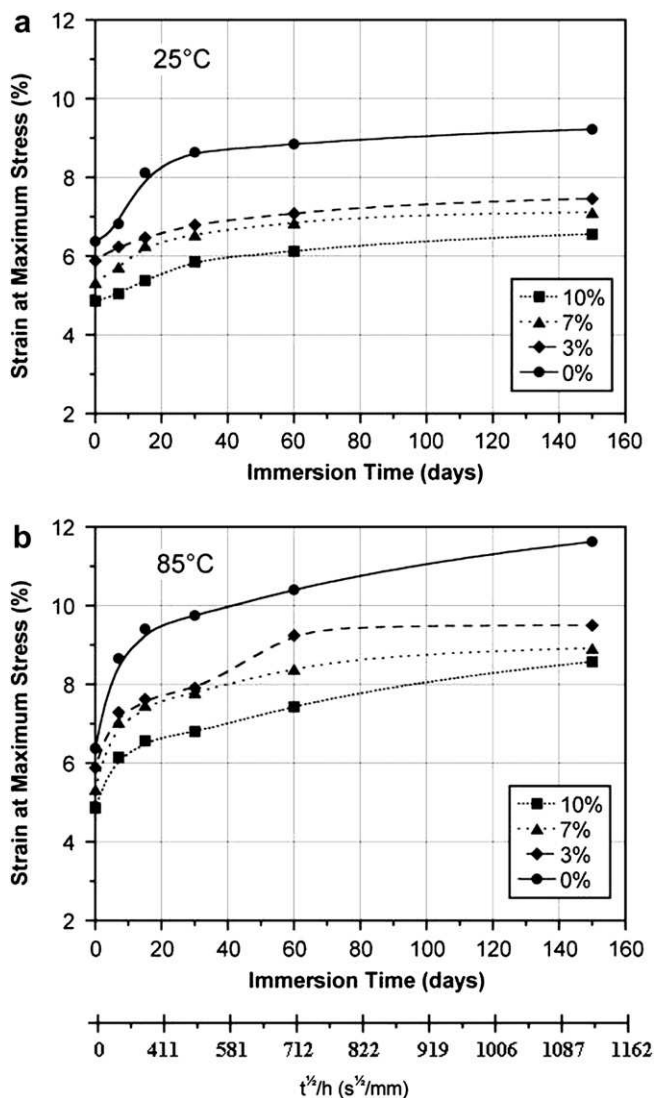 a
25°C
Strain at Maximum Stress (%)
12
10
8
6
4
2
10%
7%
3%
0%
0 20 40 60 80 100 120 140 160
Immersion Time (days)
b
85°C
Strain at Maximum Stress (%)
12
10
8
6
4
2
10%
7%
3%
0%
0 20 40 60 80 100 120 140 160
Immersion Time (days)
0 411 581 712 822 919 1006 1087 1162
t^½/h (s^½/mm)